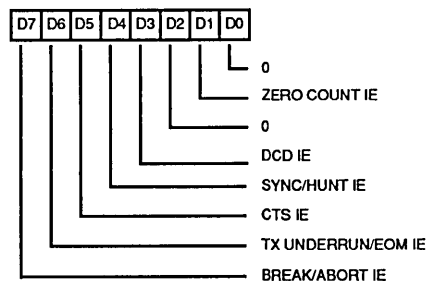 D7 D6 D5 D4 D3 D2 D1 D0
0
ZERO COUNT IE
0
DCD IE
SYNC/HUNT IE
CTS IE
TX UNDERRUN/EOM IE
BREAK/ABORT IE